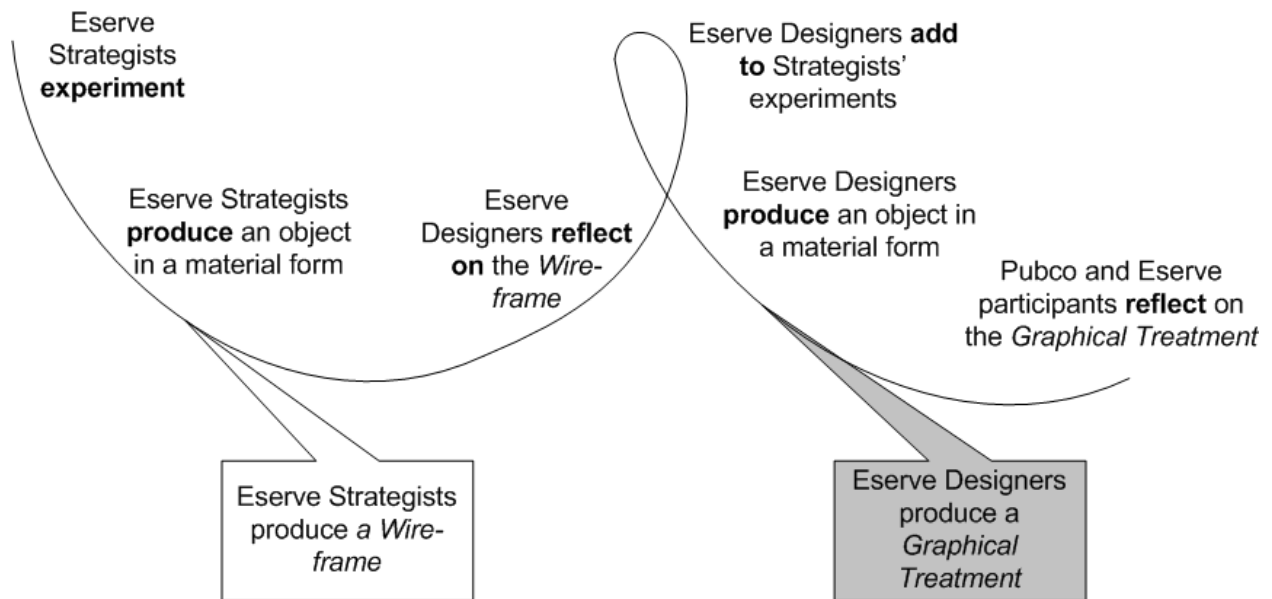 Eserve
Strategists
experiment
Eserve Strategists
produce an object
in a material form
Eserve
Designers reflect
on the Wire-
frame
Eserve Designers add
to Strategists'
experiments
Eserve Designers
produce an object in
a material form
Pubco and Eserve
participants reflect on
the Graphical Treatment
Eserve Strategists
produce a Wire-
frame
Eserve Designers
produce a
Graphical
Treatment